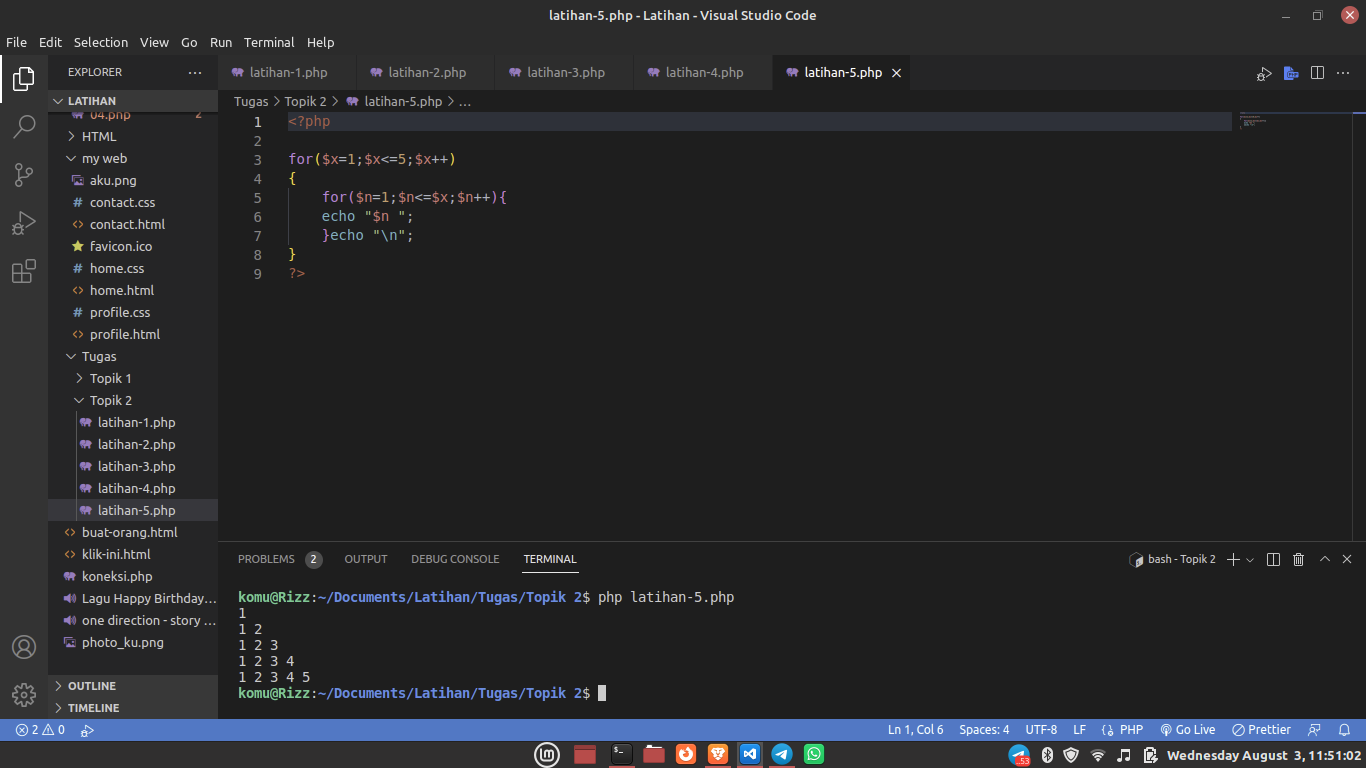 latihan-5.php - Latihan - Visual Studio Code
File Edit Selection View Go Run Terminal Help
EXPLORER ...
LATIHAN
04.php 2
HTML
my web
aku.png
contact.css
contact.html
favicon.ico
home.css
home.html
profile.css
profile.html
Tugas
Topik 1
Topik 2
latihan-1.php
latihan-2.php
latihan-3.php
latihan-4.php
latihan-5.php
buat-orang.html
klik-ini.html
koneksi.php
Lagu Happy Birthday...
one direction - story ...
photo_ku.png
OUTLINE
TIMELINE
latihan-1.php latihan-2.php latihan-3.php latihan-4.php latihan-5.php
Tugas > Topik 2 > latihan-5.php > ...
1 <?php
2
3 for($x=1;$x<=5;$x++)
4 {
5     for($n=1;$n<=$x;$n++){
6     echo "$n ";
7     }echo "\n";
8 }
9 ?>
PROBLEMS 2 OUTPUT DEBUG CONSOLE TERMINAL bash - Topik 2
komu@Rizz:~/Documents/Latihan/Tugas/Topik 2$ php latihan-5.php
1
1 2
1 2 3
1 2 3 4
1 2 3 4 5
komu@Rizz:~/Documents/Latihan/Tugas/Topik 2$
2 0 Ln 1, Col 6 Spaces: 4 UTF-8 LF PHP Go Live Prettier
53 Wednesday August 3, 11:51:02